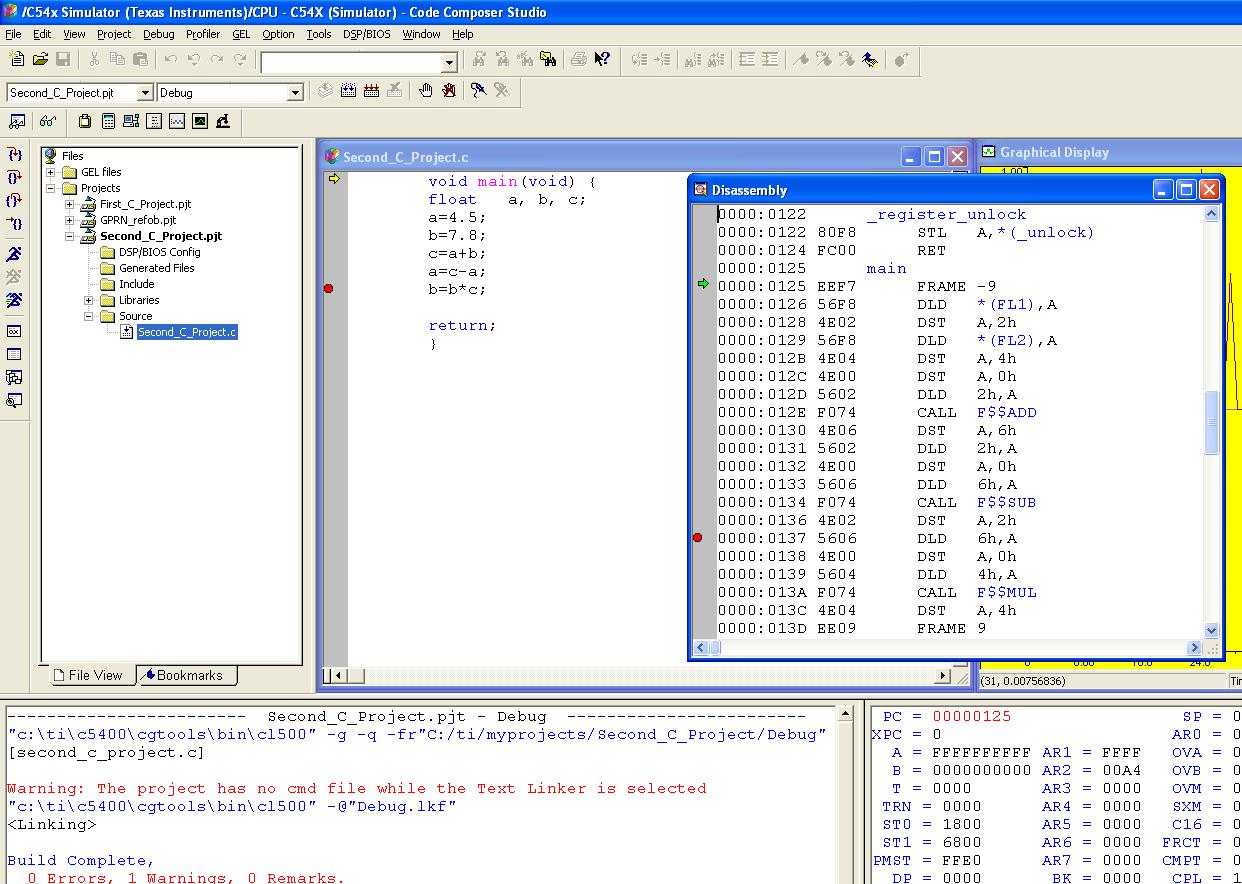 /C54x Simulator (Texas Instruments)/CPU - C54X (Simulator) - Code Composer Studio
File Edit View Project Debug Profiler GEL Option Tools DSP/BIOS Window Help
Second_C_Project.pjt Debug
Files
GEL files
Projects
First_C_Project.pjt
GPRN_refob.pjt
Second_C_Project.pjt
DSP/BIOS Config
Generated Files
Include
Libraries
Source
Second_C_Project.c
File View Bookmarks
Second_C_Project.c
void main(void) {
float a, b, c;
a=4.5;
b=7.8;
c=a+b;
a=c-a;
b=b*c;
return;
}
Graphical Display
1.00
Disassembly
0000:0122 _register_unlock
0000:0122 80F8 STL A,*(_unlock)
0000:0124 FC00 RET
0000:0125 main
0000:0125 EEF7 FRAME -9
0000:0126 56F8 DLD *(FL1),A
0000:0128 4E02 DST A,2h
0000:0129 56F8 DLD *(FL2),A
0000:012B 4E04 DST A,4h
0000:012C 4E00 DST A,0h
0000:012D 5602 DLD 2h,A
0000:012E F074 CALL F$$ADD
0000:0130 4E06 DST A,6h
0000:0131 5602 DLD 2h,A
0000:0132 4E00 DST A,0h
0000:0133 5606 DLD 6h,A
0000:0134 F074 CALL F$$SUB
0000:0136 4E02 DST A,2h
0000:0137 5606 DLD 6h,A
0000:0138 4E00 DST A,0h
0000:0139 5604 DLD 4h,A
0000:013A F074 CALL F$$MUL
0000:013C 4E04 DST A,4h
0000:013D EE09 FRAME 9
(31, 0.00756836)
------------------------ Second_C_Project.pjt - Debug ------------------------
"c:\ti\c5400\cgtools\bin\cl500" -g -q -fr"C:/ti/myprojects/Second_C_Project/Debug"
[second_c_project.c]
Warning: The project has no cmd file while the Text Linker is selected
"c:\ti\c5400\cgtools\bin\cl500" -@"Debug.lkf"
<Linking>
Build Complete,
0 Errors, 1 Warnings, 0 Remarks.
PC = 00000125 SP = 0
XPC = 0 AR0 = 0
A = FFFFFFFFFF AR1 = FFFF OVA = 0
B = 0000000000 AR2 = 00A4 OVB = 0
T = 0000 AR3 = 0000 OVM = 0
TRN = 0000 AR4 = 0000 SXM = 0
ST0 = 1800 AR5 = 0000 C16 = 0
ST1 = 6800 AR6 = 0000 FRCT = 0
PMST = FFE0 AR7 = 0000 CMPT = 0
DP = 0000 BK = 0000 CPL = 1